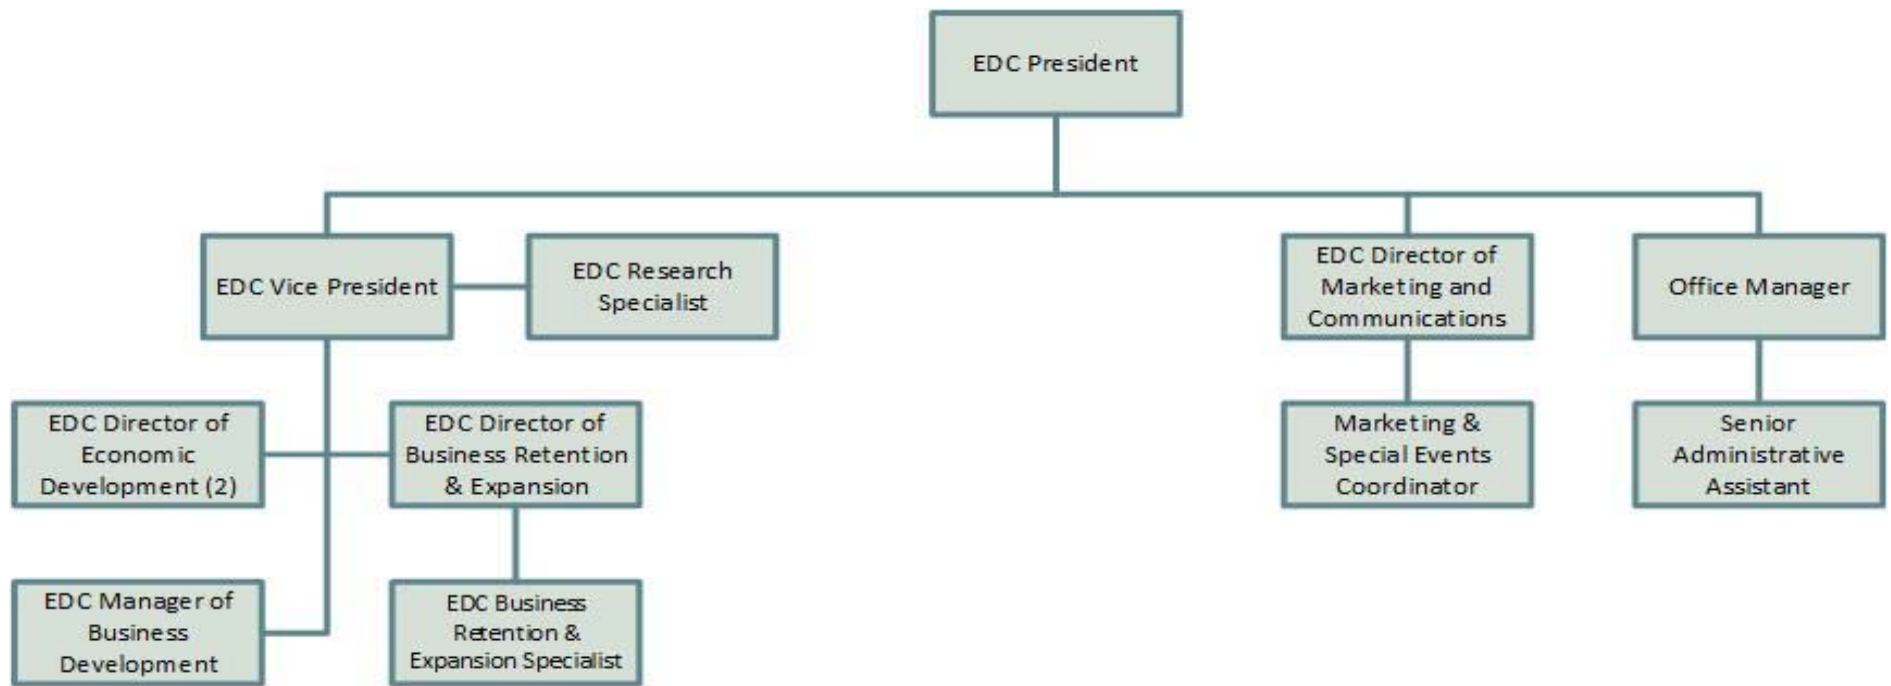 EDC President
EDC Vice President
EDC Research
Specialist
EDC Director of
Marketing and
Communications
Office Manager
EDC Director of
Economic
Development (2)
EDC Director of
Business Retention
& Expansion
Marketing &
Special Events
Coordinator
Senior
Administrative
Assistant
EDC Manager of
Business
Development
EDC Business
Retention &
Expansion Specialist